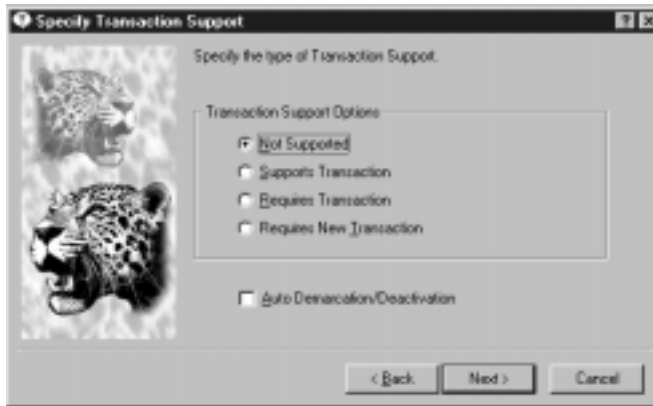 Specify Transaction Support
Specify the type of Transaction Support.
Transaction Support Options
Not Supported
Supports Transaction
Requires Transaction
Requires New Transaction
Auto Demarcation/Deactivation
< Back
Next >
Cancel